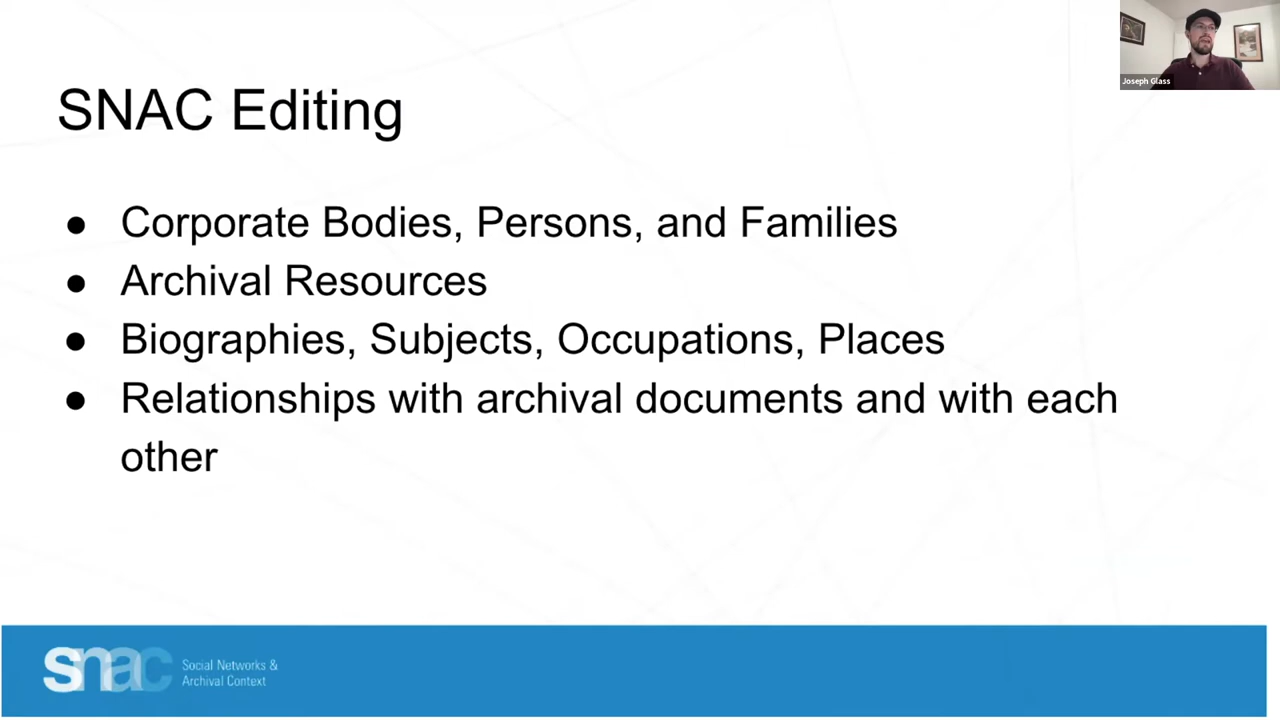 SNAC Editing
● Corporate Bodies, Persons, and Families
● Archival Resources
● Biographies, Subjects, Occupations, Places
● Relationships with archival documents and with each
other
Joseph Glass
snac
Social Networks &
Archival Context